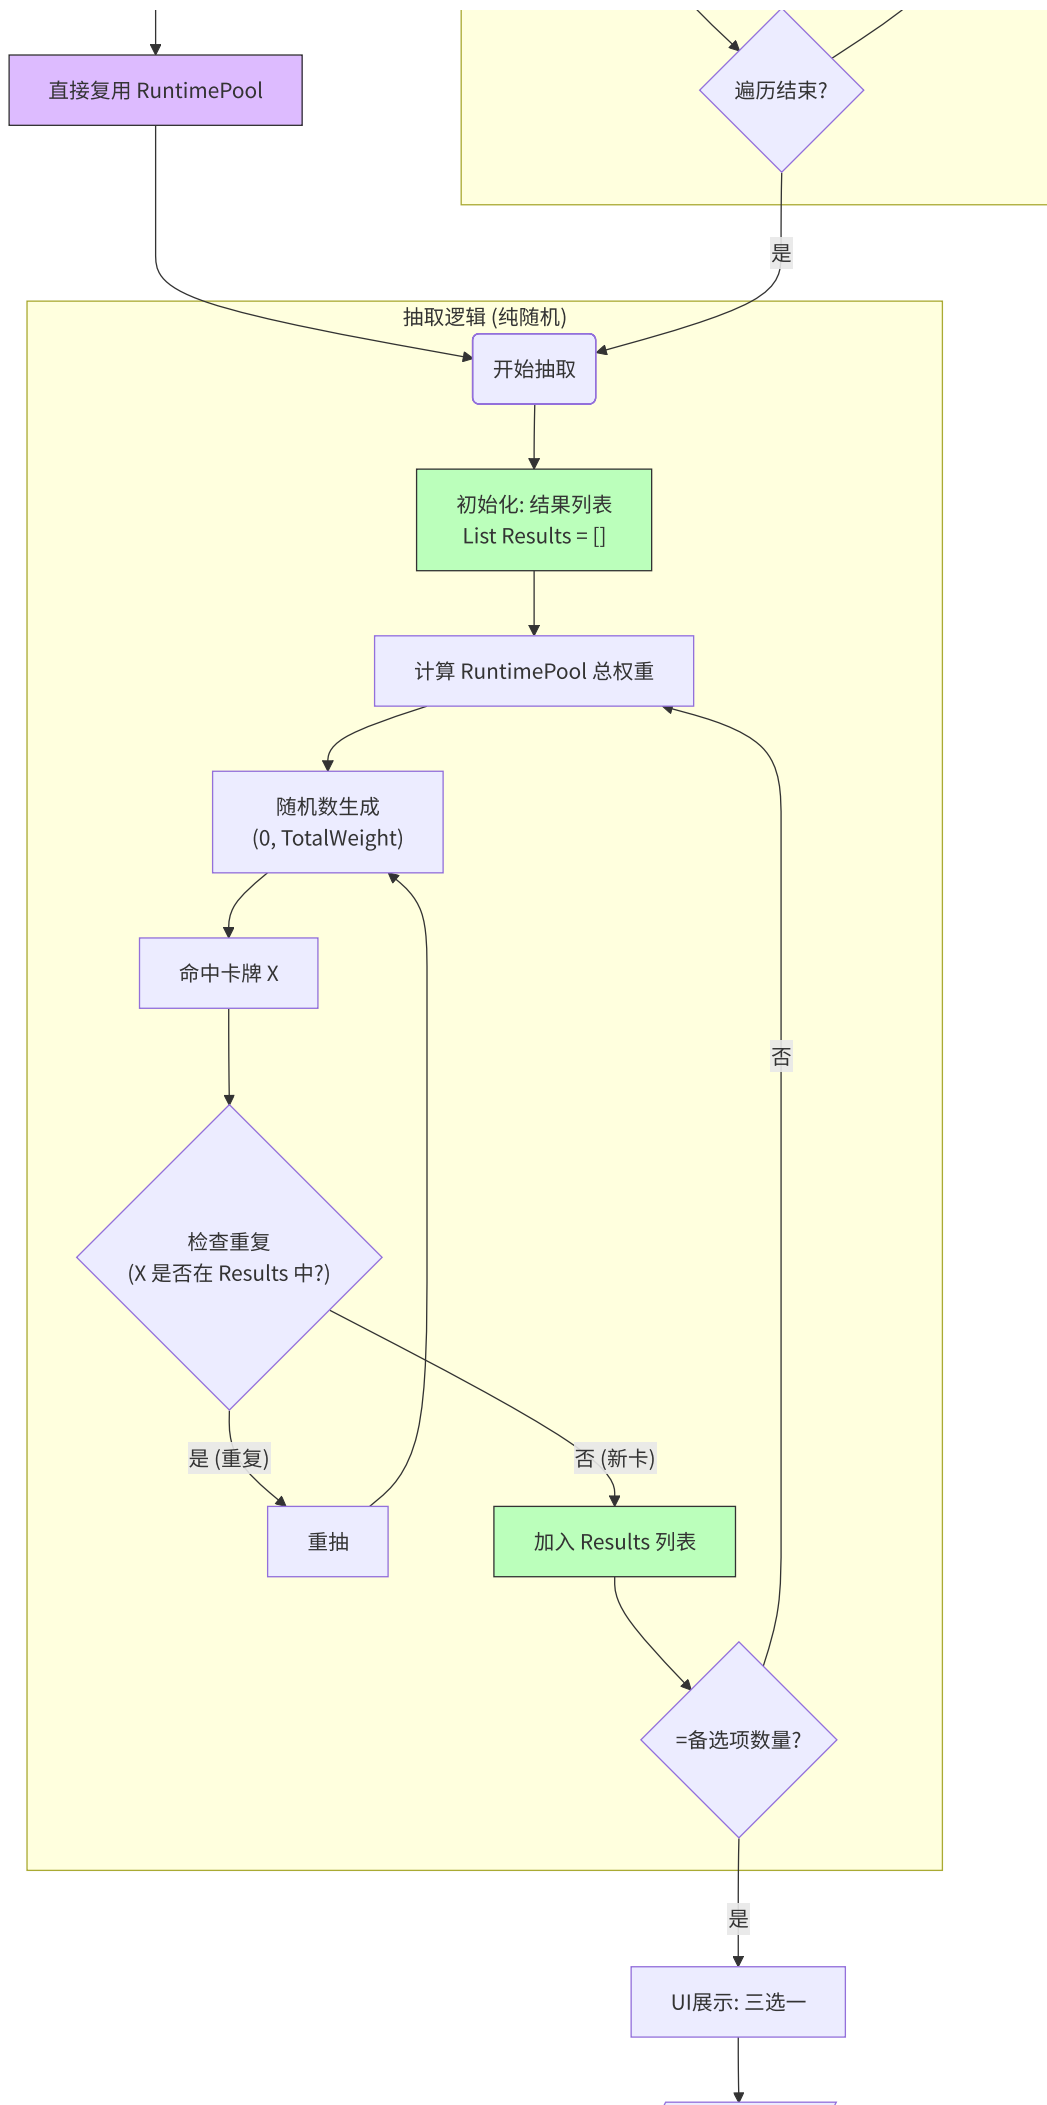 直接复用 RuntimePool
遍历结束?
是
抽取逻辑 (纯随机)
开始抽取
初始化: 结果列表
List Results = []
计算 RuntimePool 总权重
随机数生成
(0, TotalWeight)
命中卡牌 X
否
检查重复
(X 是否在 Results 中?)
是 (重复)
否 (新卡)
重抽
加入 Results 列表
=备选项数量?
是
UI展示: 三选一